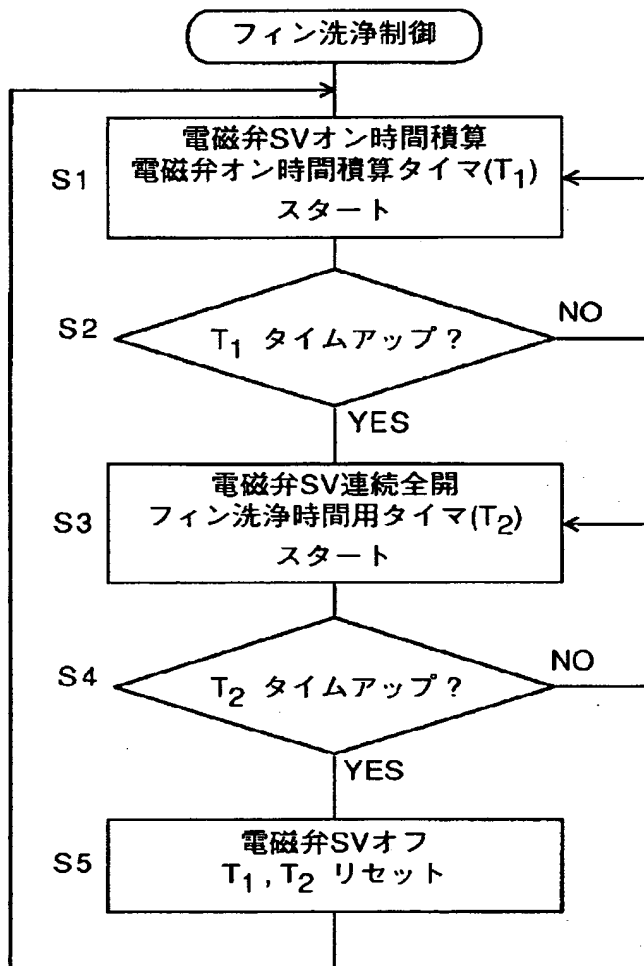 フィン洗浄制御
S1
電磁弁SVオン時間積算
電磁弁オン時間積算タイマ(T1)
スタート
S2
T1 タイムアップ?
NO
YES
S3
電磁弁SV連続全開
フィン洗浄時間用タイマ(T2)
スタート
S4
T2 タイムアップ?
NO
YES
S5
電磁弁SVオフ
T1,T2 リセット